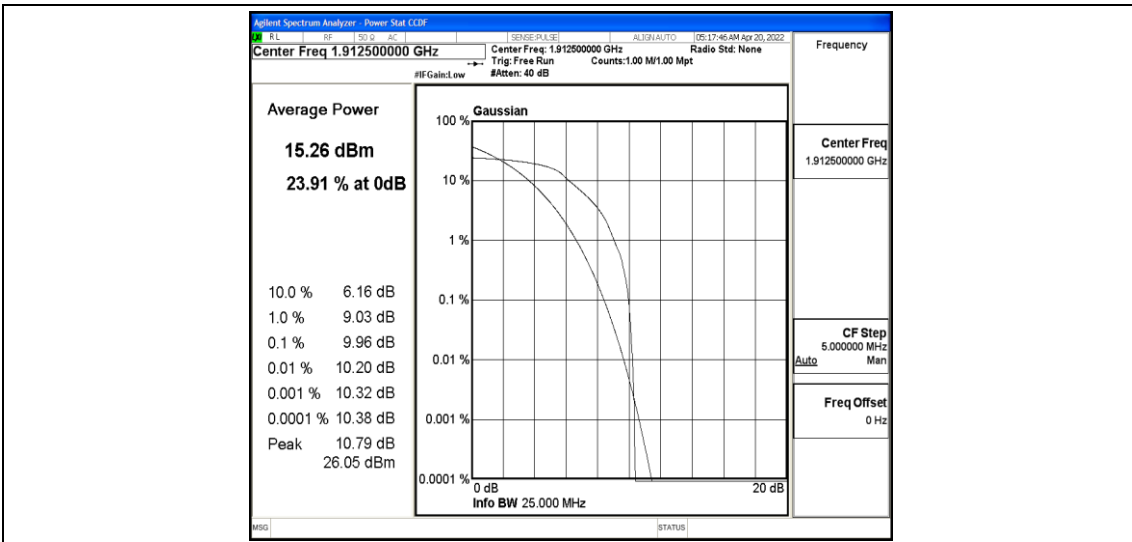 Agilent Spectrum Analyzer - Power Stat CCDF
LXI RL RF 50 Ω AC SENSE:PULSE ALIGNAUTO 05:17:46 AM Apr 20, 2022
Center Freq 1.912500000 GHz
Center Freq: 1.912500000 GHz Radio Std: None
Trig: Free Run Counts:1.00 M/1.00 Mpt
#IFGain:Low #Atten: 40 dB
Frequency
Average Power
15.26 dBm
23.91 % at 0dB
10.0 % 6.16 dB
1.0 % 9.03 dB
0.1 % 9.96 dB
0.01 % 10.20 dB
0.001 % 10.32 dB
0.0001 % 10.38 dB
Peak 10.79 dB
26.05 dBm
Gaussian
100 %
10 %
1 %
0.1 %
0.01 %
0.001 %
0.0001 %
0 dB 20 dB
Info BW 25.000 MHz
Center Freq
1.912500000 GHz
CF Step
5.000000 MHz
Auto Man
Freq Offset
0 Hz
MSG STATUS